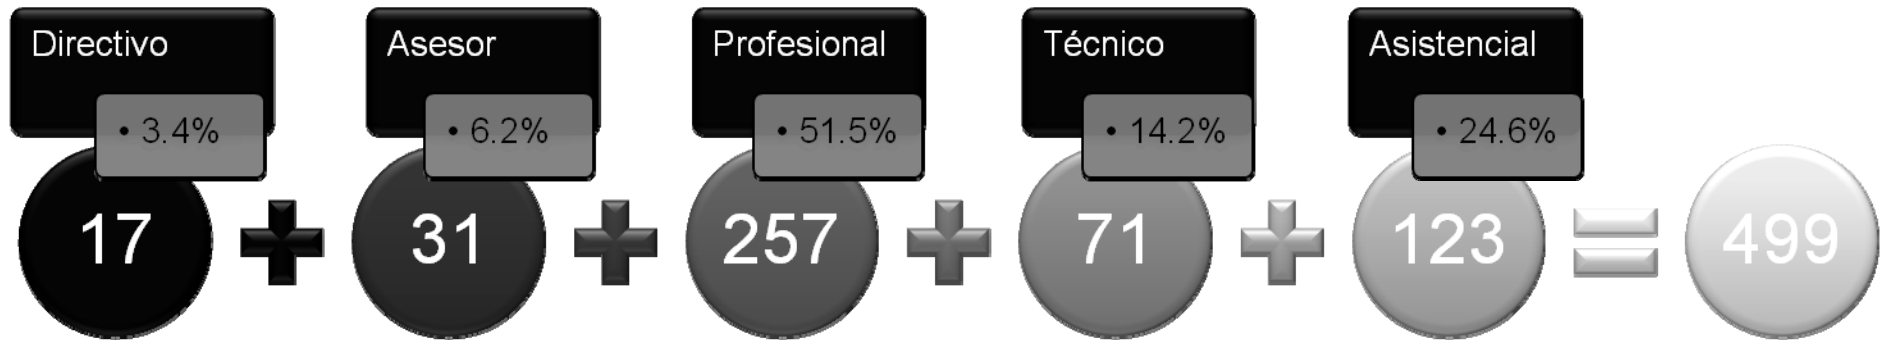 Directivo
• 3.4%
17
Asesor
• 6.2%
31
Profesional
• 51.5%
257
Técnico
• 14.2%
71
Asistencial
• 24.6%
123
499